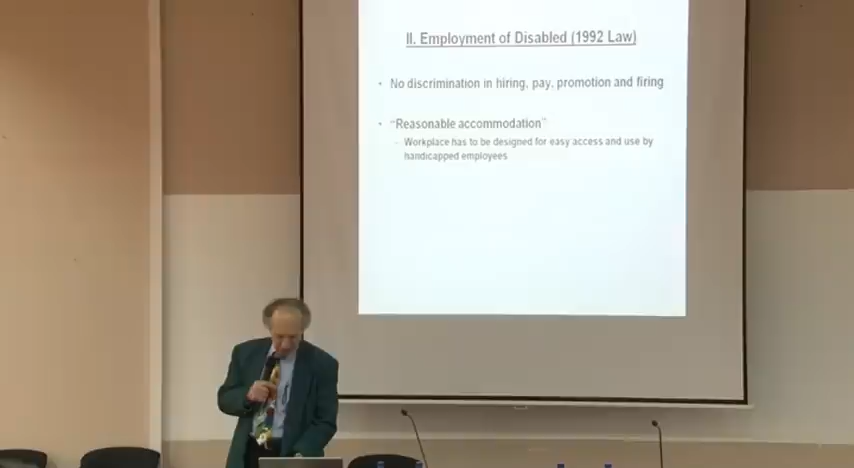 II. Employment of Disabled (1992 Law)
• No discrimination in hiring, pay, promotion and firing
• "Reasonable accommodation"
– Workplace has to be designed for easy access and use by
handicapped employees